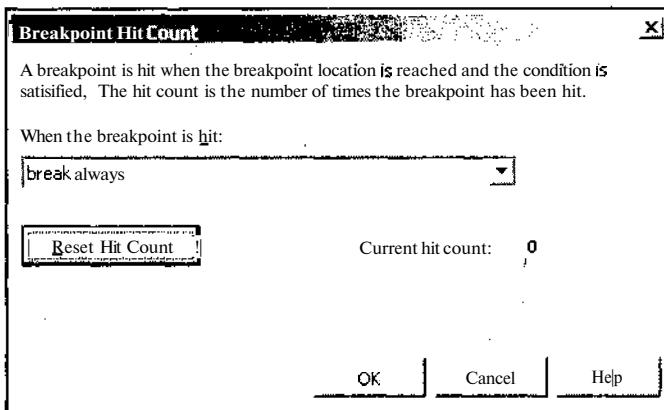 Breakpoint Hit Count
x
A breakpoint is hit when the breakpoint location is reached and the condition is
satisified, The hit count is the number of times the breakpoint has been hit.
When the breakpoint is hit:
break always
Reset Hit Count
Current hit count: 0
OK Cancel Help